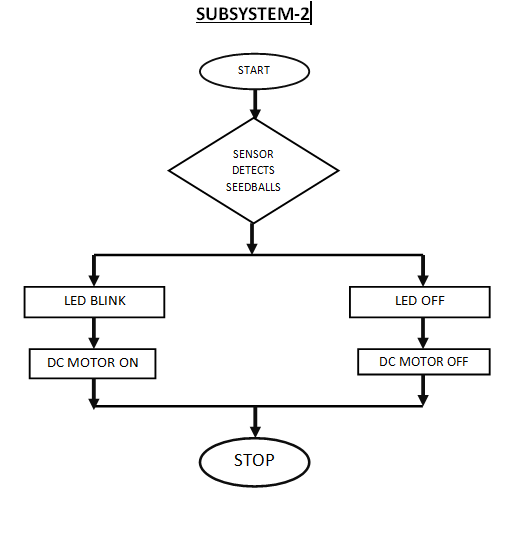 SUBSYSTEM-2
START
SENSOR
DETECTS
SEEDBALLS
LED BLINK
LED OFF
DC MOTOR ON
DC MOTOR OFF
STOP